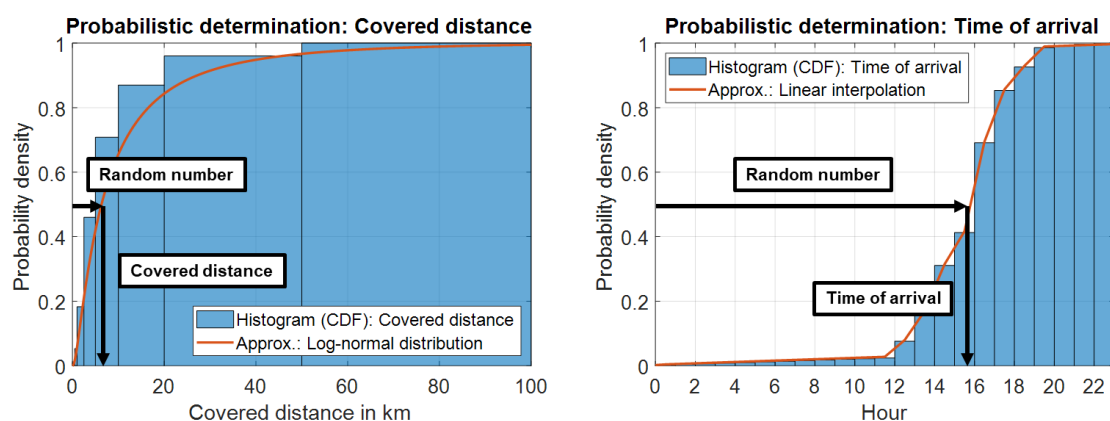 Probabilistic determination: Covered distance
1
0.8
0.6
0.4
0.2
0
Probability density
Random number
Covered distance
Histogram (CDF): Covered distance
Approx.: Log-normal distribution
0 20 40 60 80 100
Covered distance in km
Probabilistic determination: Time of arrival
1
0.8
0.6
0.4
0.2
0
Probability density
Histogram (CDF): Time of arrival
Approx.: Linear interpolation
Random number
Time of arrival
0 2 4 6 8 10 12 14 16 18 20 22
Hour